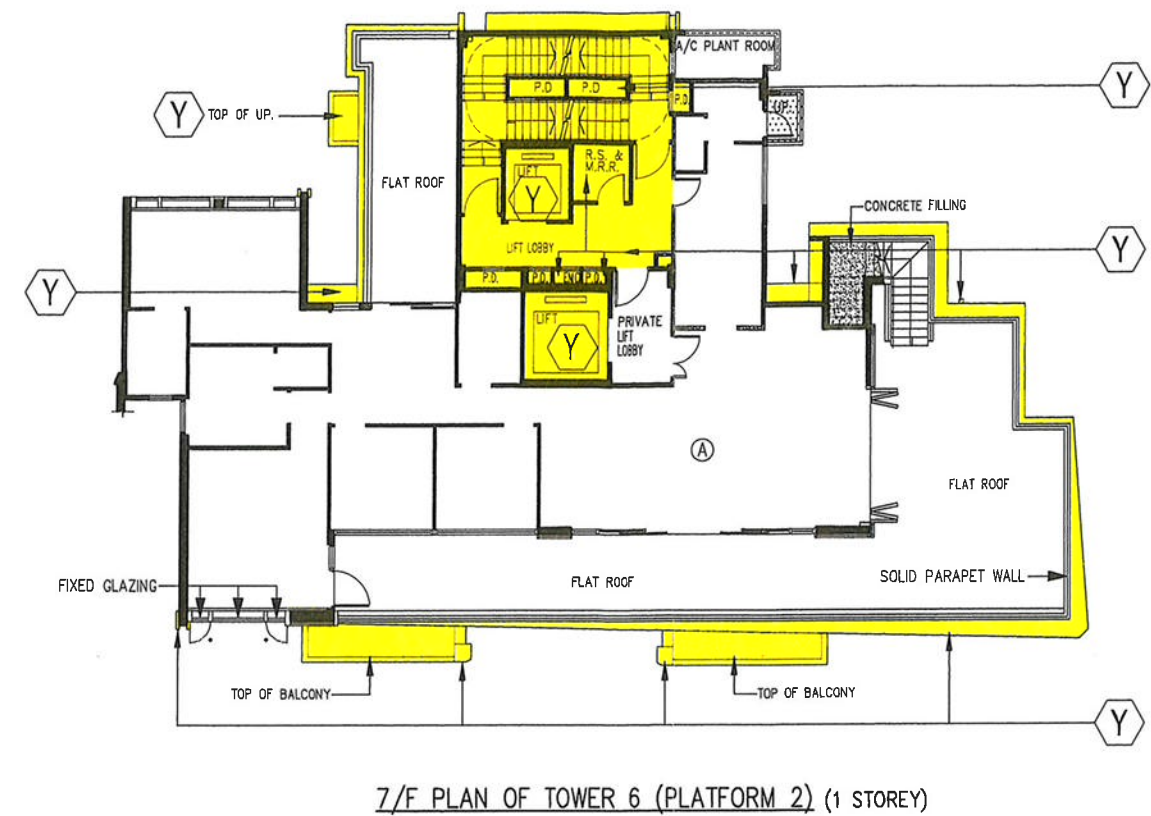 A/C PLANT ROOM
P.D
P.D
P.D.
Y
Y
TOP OF UP.
U.P.
R.S. &
M.R.R.
LIFT
Y
FLAT ROOF
CONCRETE FILLING
LIFT LOBBY
Y
Y
P.D.
P.D.
P.D.
LIFT
Y
PRIVATE
LIFT
LOBBY
A
FLAT ROOF
FIXED GLAZING
FLAT ROOF
SOLID PARAPET WALL
TOP OF BALCONY
TOP OF BALCONY
Y
7/F PLAN OF TOWER 6 (PLATFORM 2) (1 STOREY)